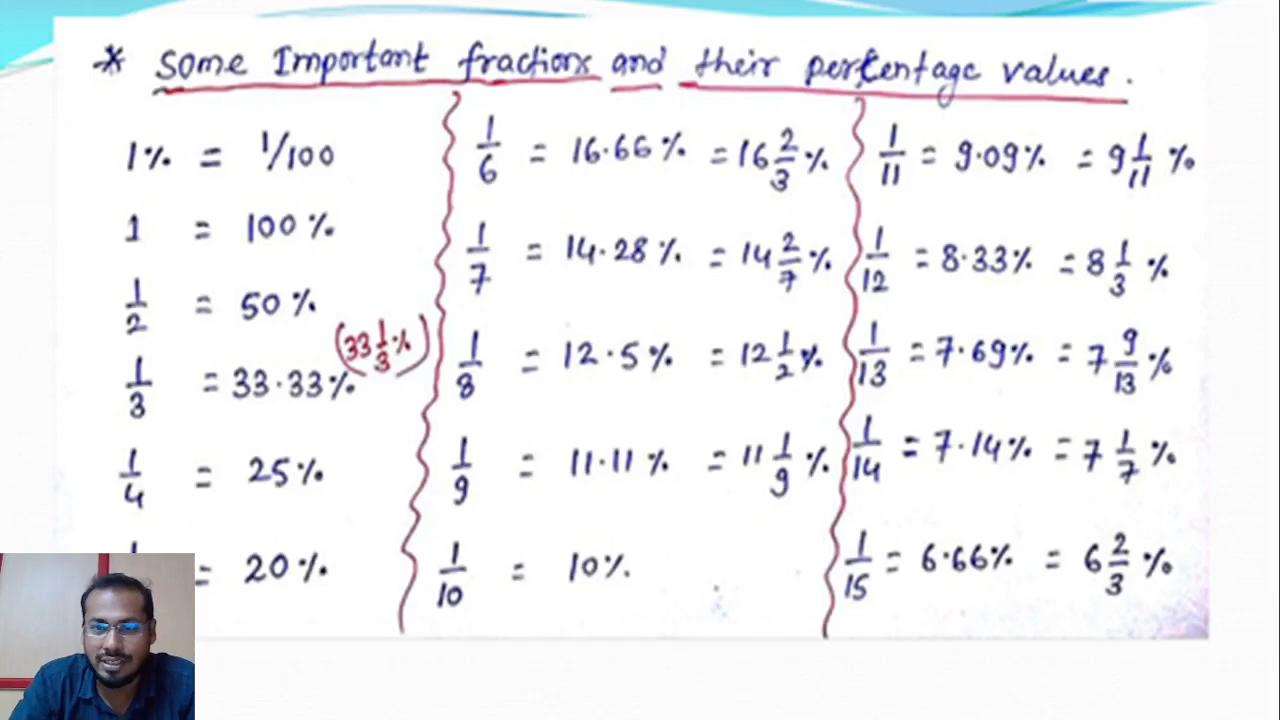 * Some Important fractions and their percentage values.
1% = 1/100
1 = 100%
1/2 = 50%
1/3 = 33.33% (33 1/3 %)
1/4 = 25%
= 20%
1/6 = 16.66% = 16 2/3 %
1/7 = 14.28% = 14 2/7 %
1/8 = 12.5% = 12 1/2 %
1/9 = 11.11% = 11 1/9 %
1/10 = 10%
1/11 = 9.09% = 9 1/11 %
1/12 = 8.33% = 8 1/3 %
1/13 = 7.69% = 7 9/13 %
1/14 = 7.14% = 7 1/7 %
1/15 = 6.66% = 6 2/3 %